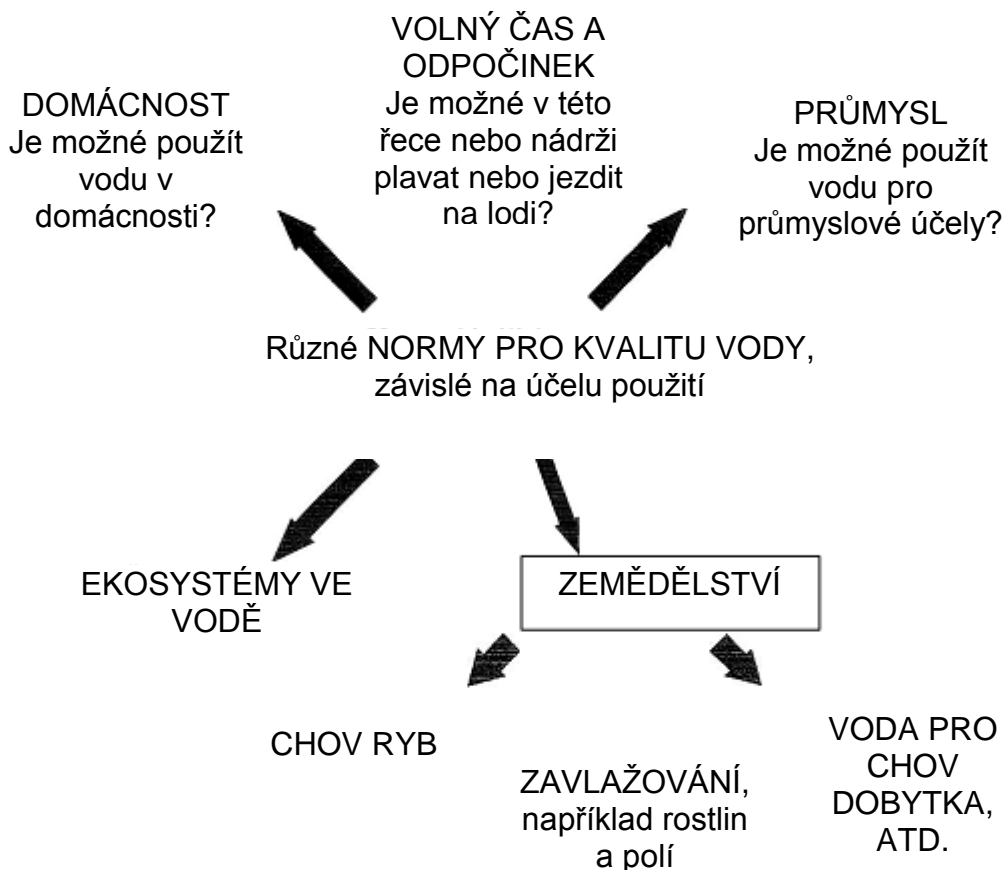 VOLNÝ ČAS A
ODPOČINEK
Je možné v této
řece nebo nádrži
plavat nebo jezdit
na lodi?
DOMÁCNOST
Je možné použít
vodu v
domácnosti?
PRŮMYSL
Je možné použít
vodu pro
průmyslové účely?
Různé NORMY PRO KVALITU VODY,
závislé na účelu použití
EKOSYSTÉMY VE
VODĚ
ZEMĚDĚLSTVÍ
CHOV RYB
ZAVLAŽOVÁNÍ,
například rostlin
a polí
VODA PRO
CHOV
DOBYTKA,
ATD.